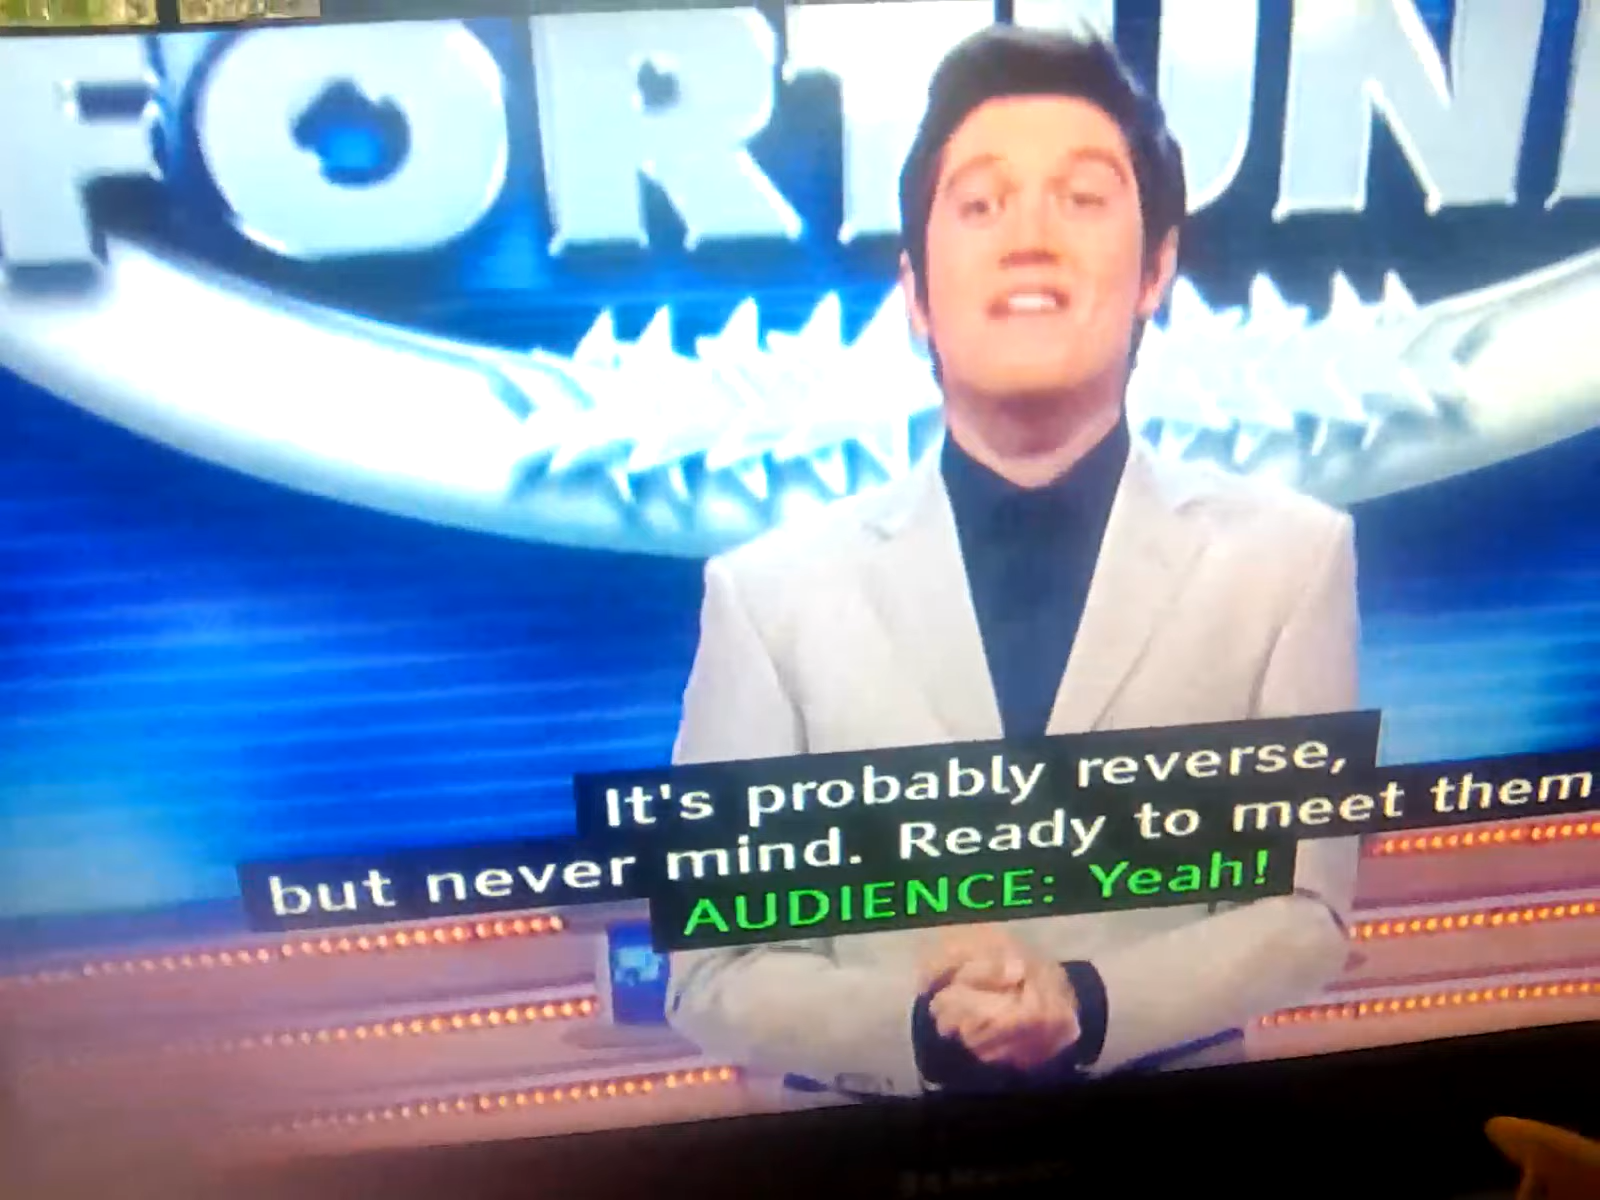 FORTUN
It's probably reverse,
but never mind. Ready to meet them
AUDIENCE: Yeah!